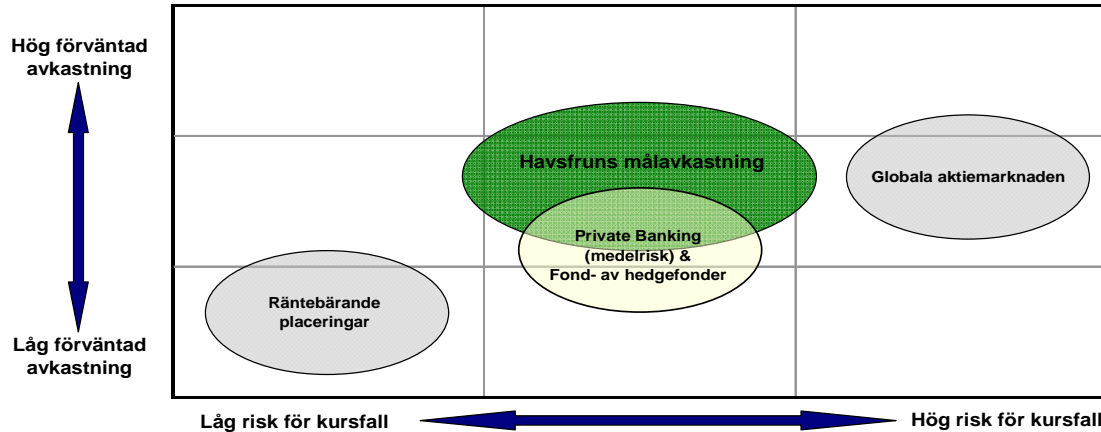 Hög förväntad
avkastning
Havsfruns målavkastning
Globala aktiemarknaden
Private Banking
(medelrisk) &
Fond- av hedgefonder
Räntebärande
placeringar
Låg förväntad
avkastning
Låg risk för kursfall
Hög risk för kursfall